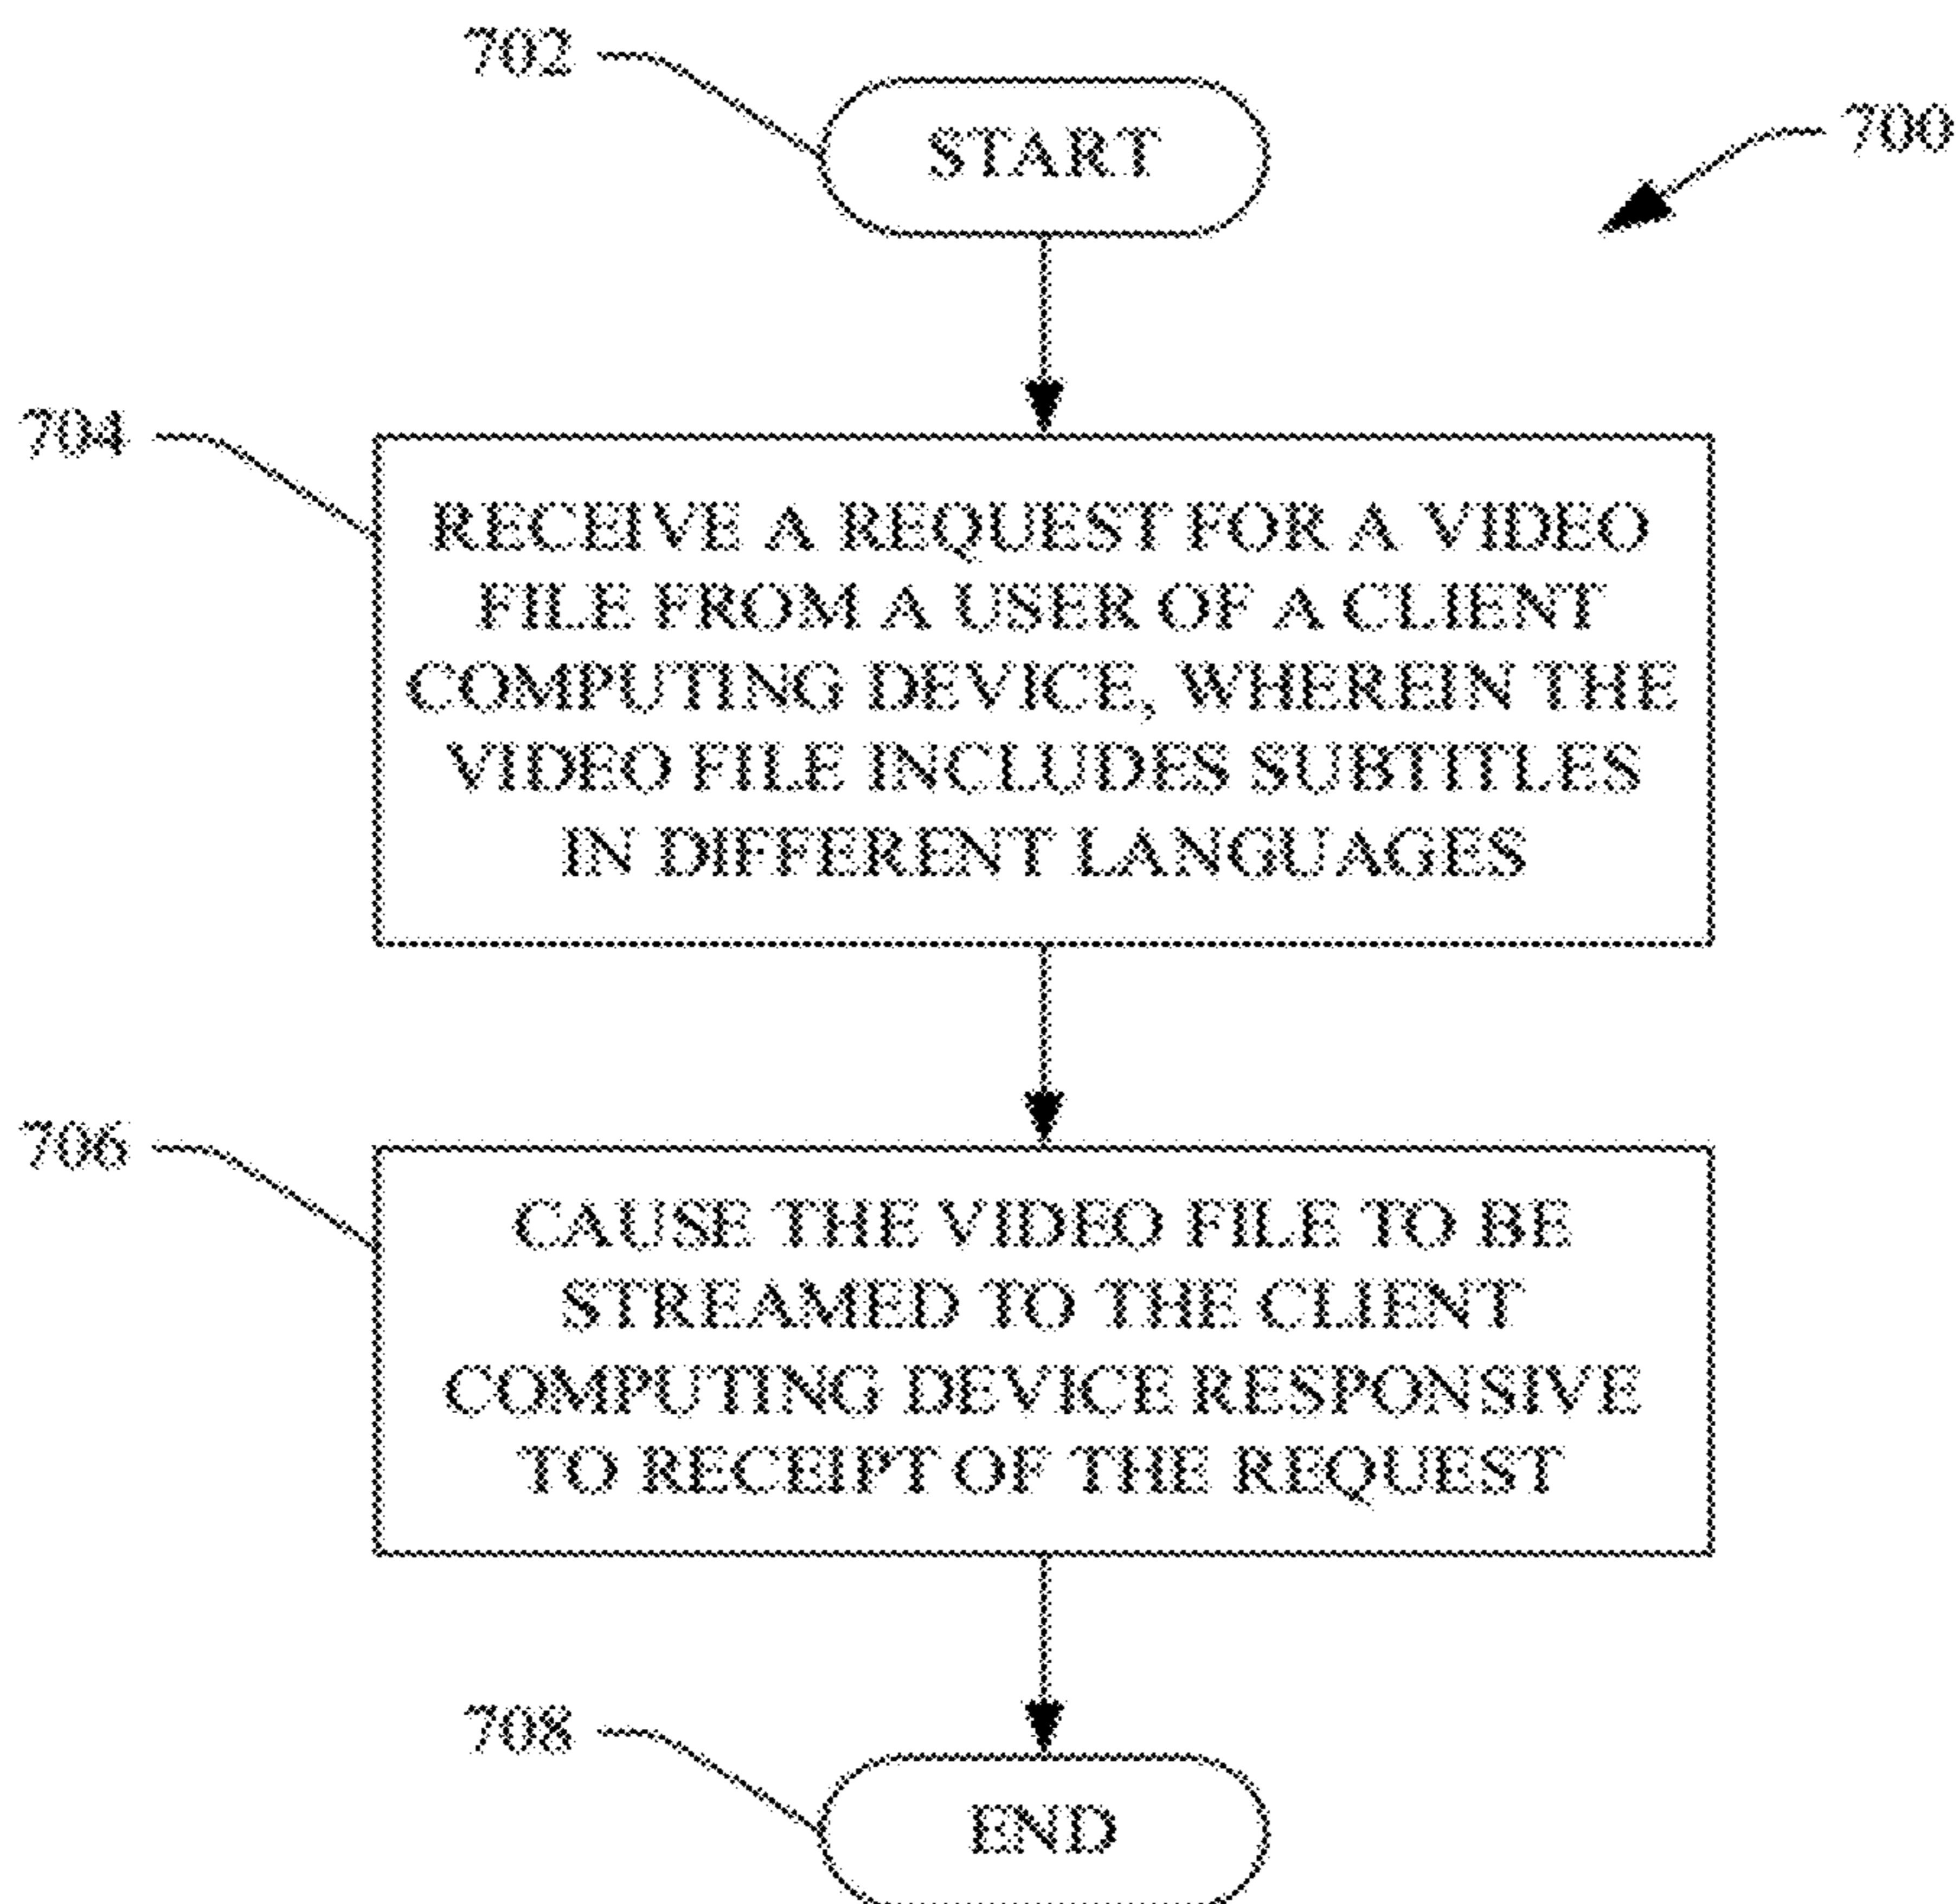 702
START
700
704
RECEIVE A REQUEST FOR A VIDEO
FILE FROM A USER OF A CLIENT
COMPUTING DEVICE, WHEREIN THE
VIDEO FILE INCLUDES SUBTITLES
IN DIFFERENT LANGUAGES
706
CAUSE THE VIDEO FILE TO BE
STREAMED TO THE CLIENT
COMPUTING DEVICE RESPONSIVE
TO RECEIPT OF THE REQUEST
708
END